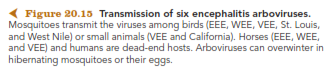 ◀ Figure 20.15 Transmission of six encephalitis arboviruses.
Mosquitoes transmit the viruses among birds (EEE, WEE, VEE, St. Louis,
and West Nile) or small animals (VEE and California). Horses (EEE, WEE,
and VEE) and humans are dead-end hosts. Arboviruses can overwinter in
hibernating mosquitoes or their eggs.